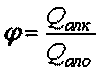 φ = Qапк / Qапо